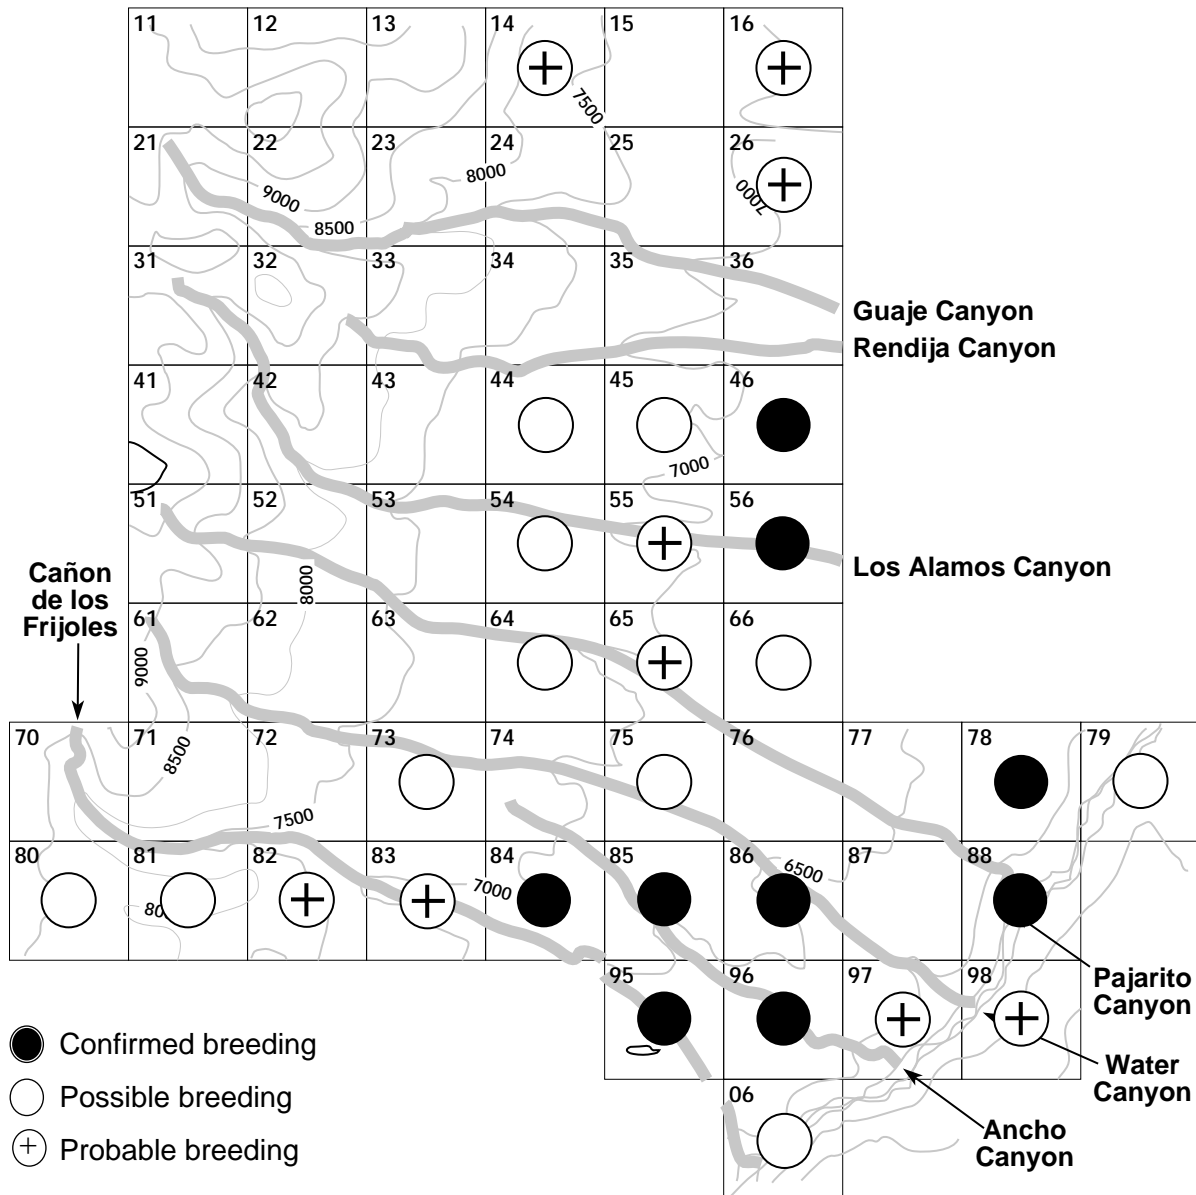 11 12 13 14 15 16
7500
21 22 23 24 25 26
8000
9000
7000
8500
31 32 33 34 35 36
Guaje Canyon
Rendija Canyon
41 42 43 44 45 46
7000
51 52 53 54 55 56
Los Alamos Canyon
Cañon
de los
Frijoles
8000
61 62 63 64 65 66
9000
70 71 72 73 74 75 76 77 78 79
8500
7500
80 81 82 83 84 85 86 87 88
6500
7000
80
95 96 97 98
Pajarito
Canyon
Confirmed breeding
Water
Canyon
Possible breeding
06
Ancho
Canyon
Probable breeding